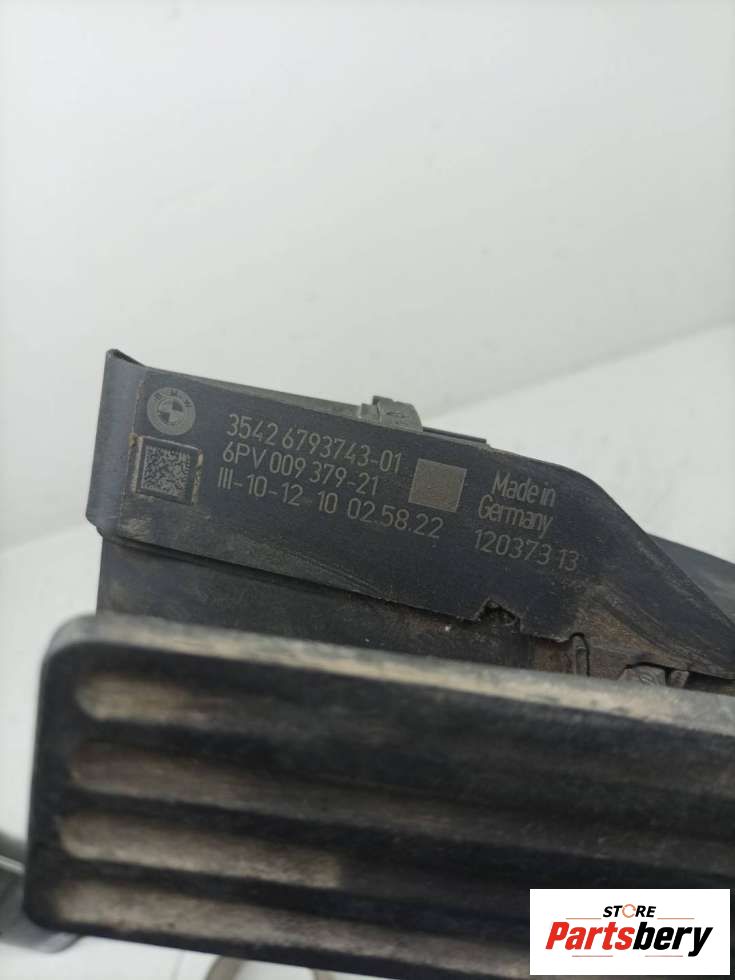 BMW
3542 6793743-01
6PV 009 379-21
III-10-12-10 02.58.22
Made in
Germany
120373 13
STORE
Partsbery